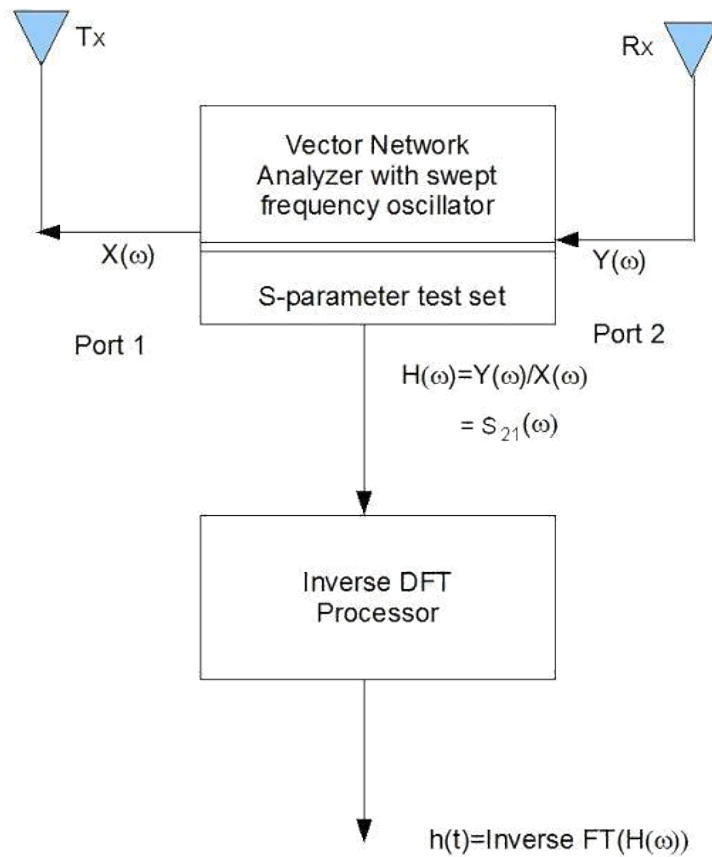 Tx
Rx
Vector Network
Analyzer with swept
frequency oscillator
X(ω)
Y(ω)
S-parameter test set
Port 1
Port 2
H(ω)=Y(ω)/X(ω)
= S₂₁(ω)
Inverse DFT
Processor
h(t)=Inverse FT(H(ω))